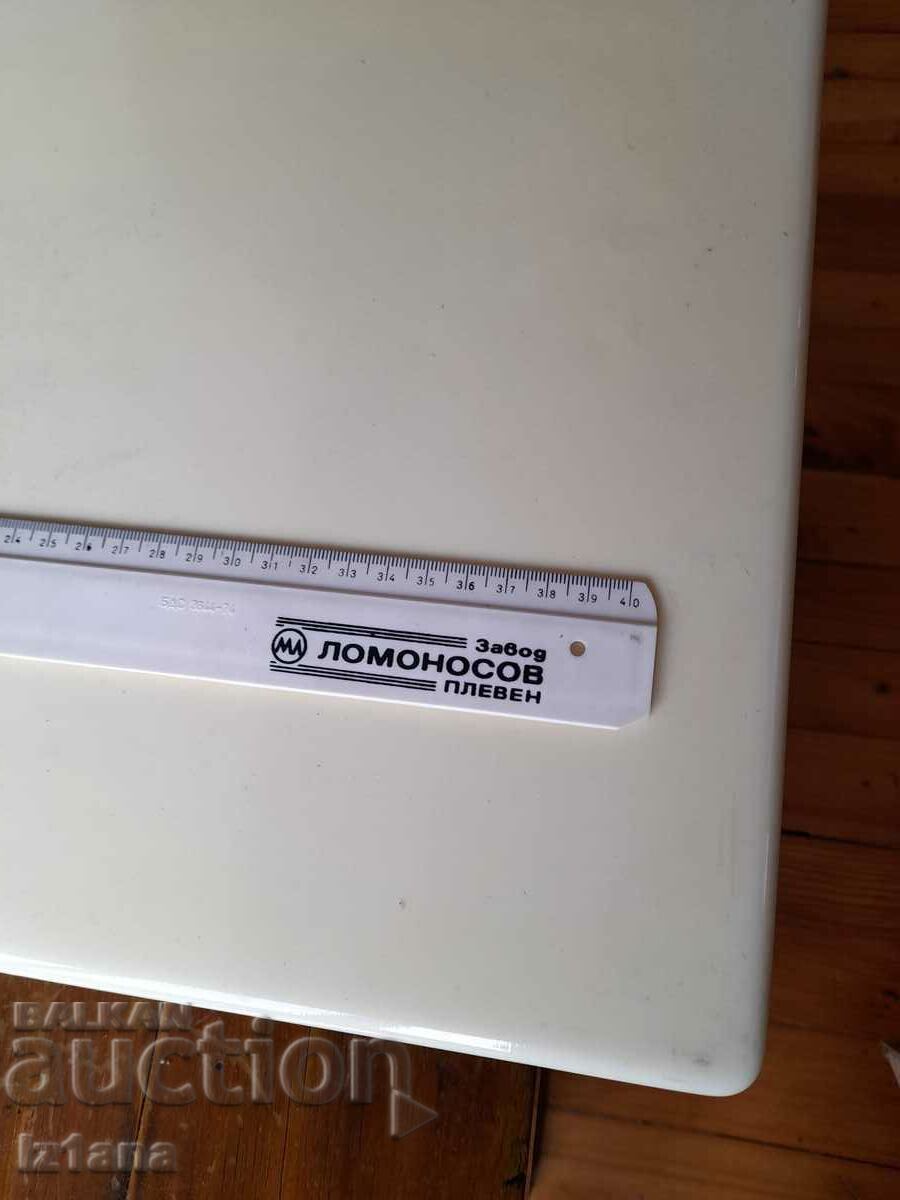 24 25 26 27 28 29 30 31 32 33 34 35 36 37 38 39 40
Завод
ЛОМОНОСОВ
ПЛЕВЕН
BALKAN
auction
Iz1ana